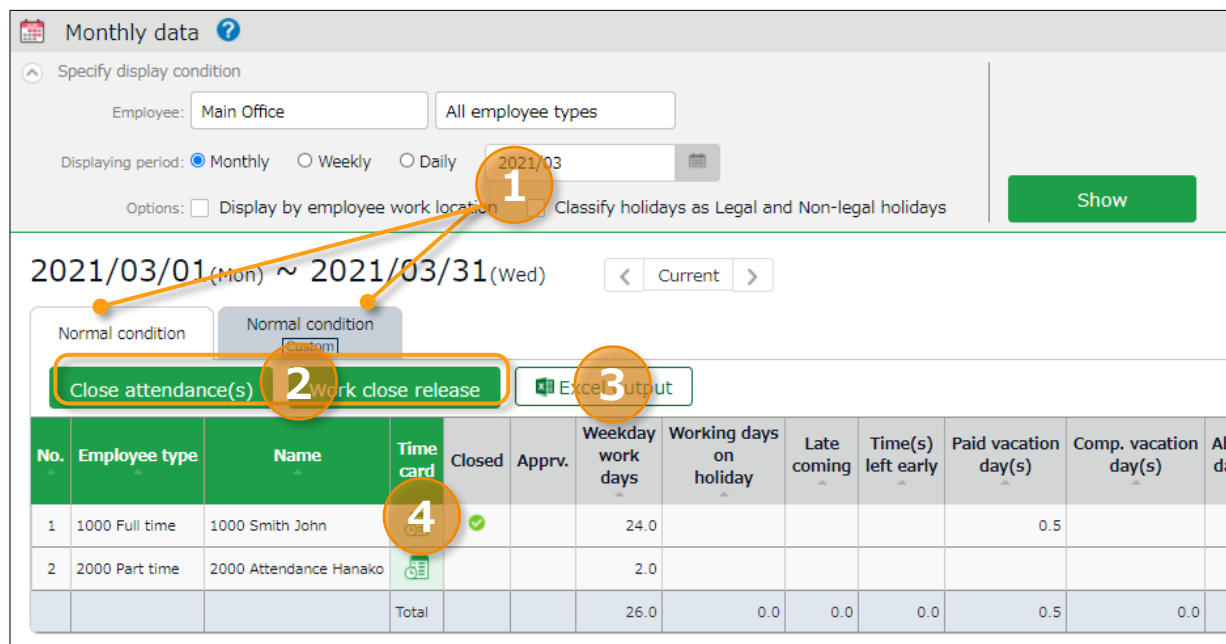 Monthly data ?
Specify display condition
Employee: Main Office All employee types
Displaying period: Monthly Weekly Daily 2021/03
1
Options: Display by employee work location Classify holidays as Legal and Non-legal holidays
Show
2021/03/01(Mon) ~ 2021/03/31(Wed) Current
Normal condition Normal condition
Custom
Close attendance(s) 2 Work close release 3 Excel output
No. Employee type Name Time card Closed Apprv. Weekday work days Working days on holiday Late coming Time(s) left early Paid vacation day(s) Comp. vacation day(s)
4
1 1000 Full time 1000 Smith John 24.0 0.5
2 2000 Part time 2000 Attendance Hanako 2.0
Total 26.0 0.0 0.0 0.0 0.5 0.0